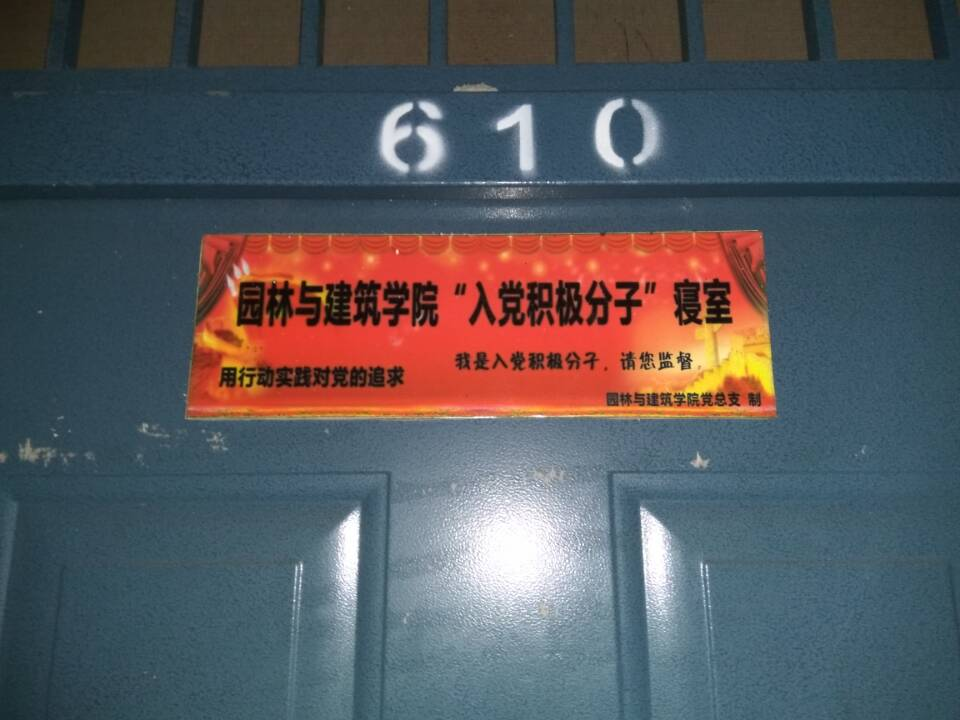 610
园林与建筑学院“入党积极分子”寝室
我是入党积极分子,请您监督.
用行动实践对党的追求
园林与建筑学院党总支 制